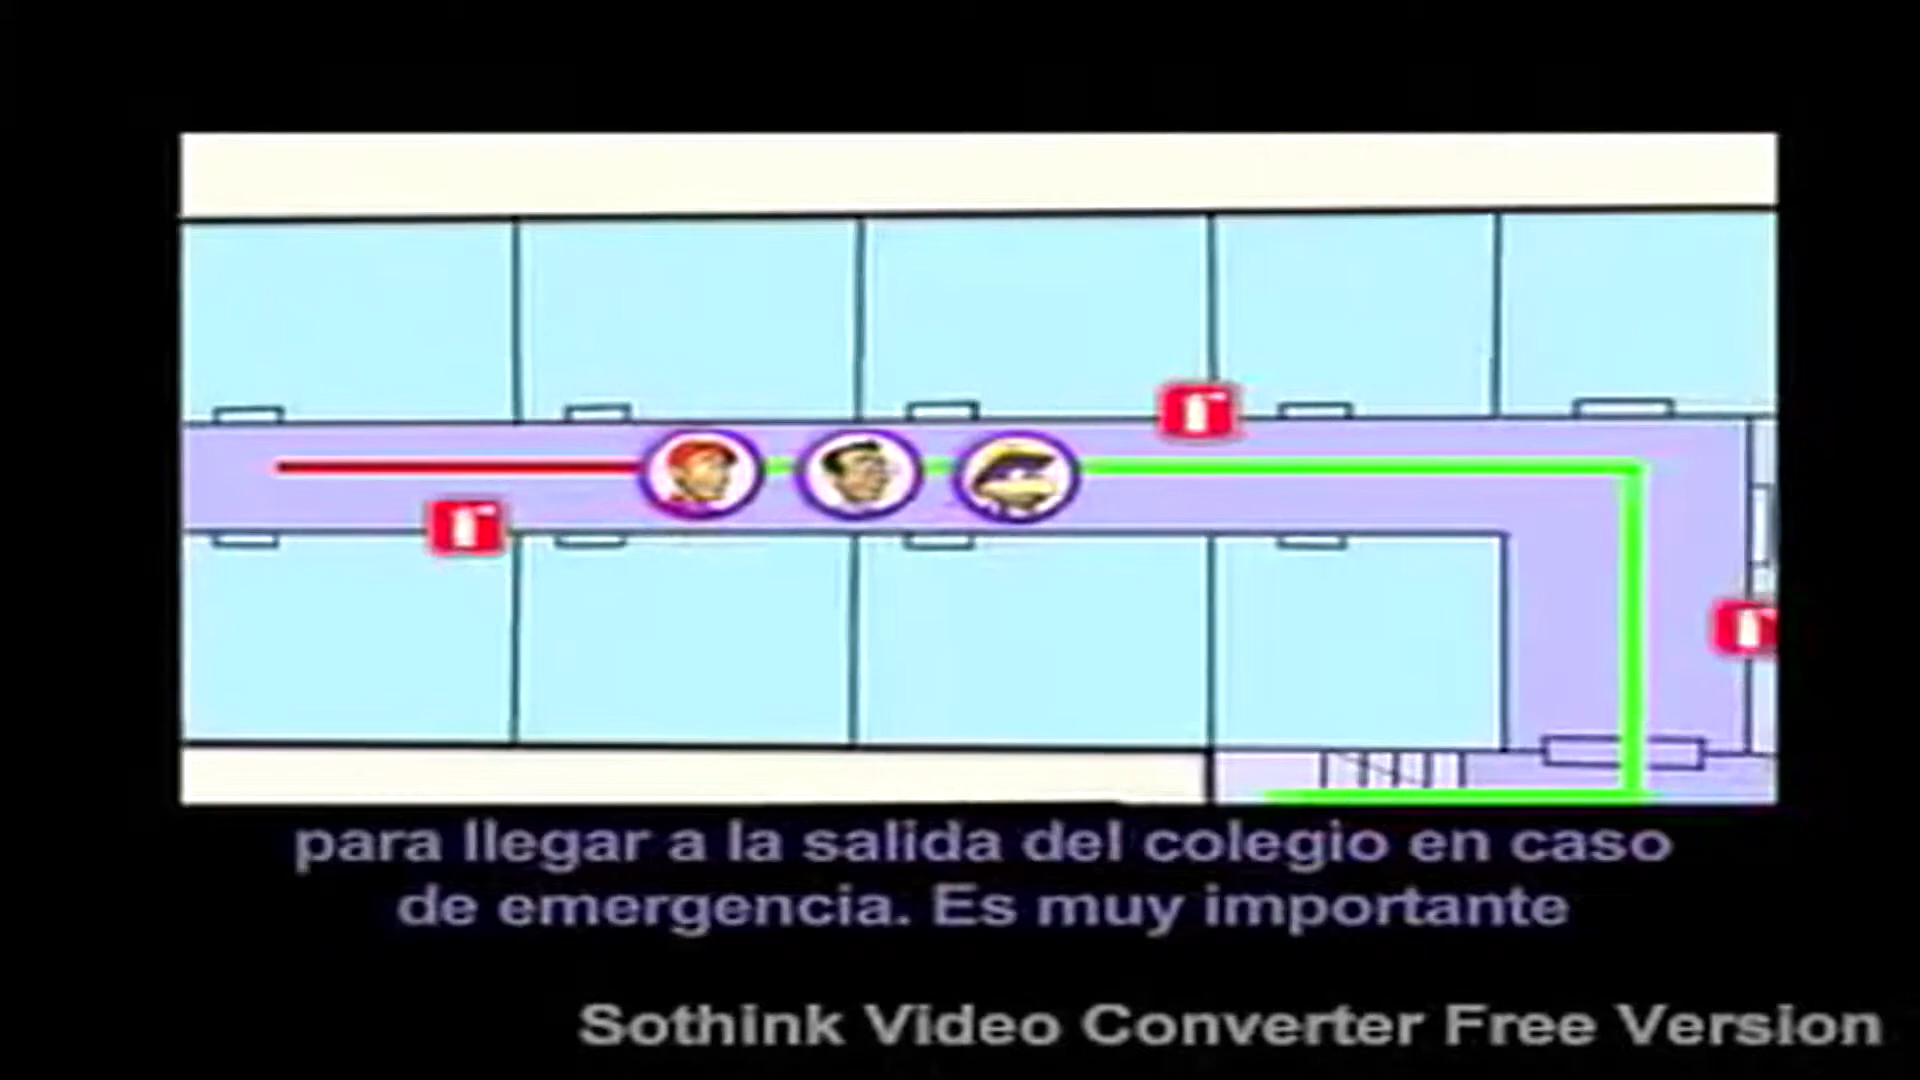 para llegar a la salida del colegio en caso
de emergencia. Es muy importante
Sothink Video Converter Free Version